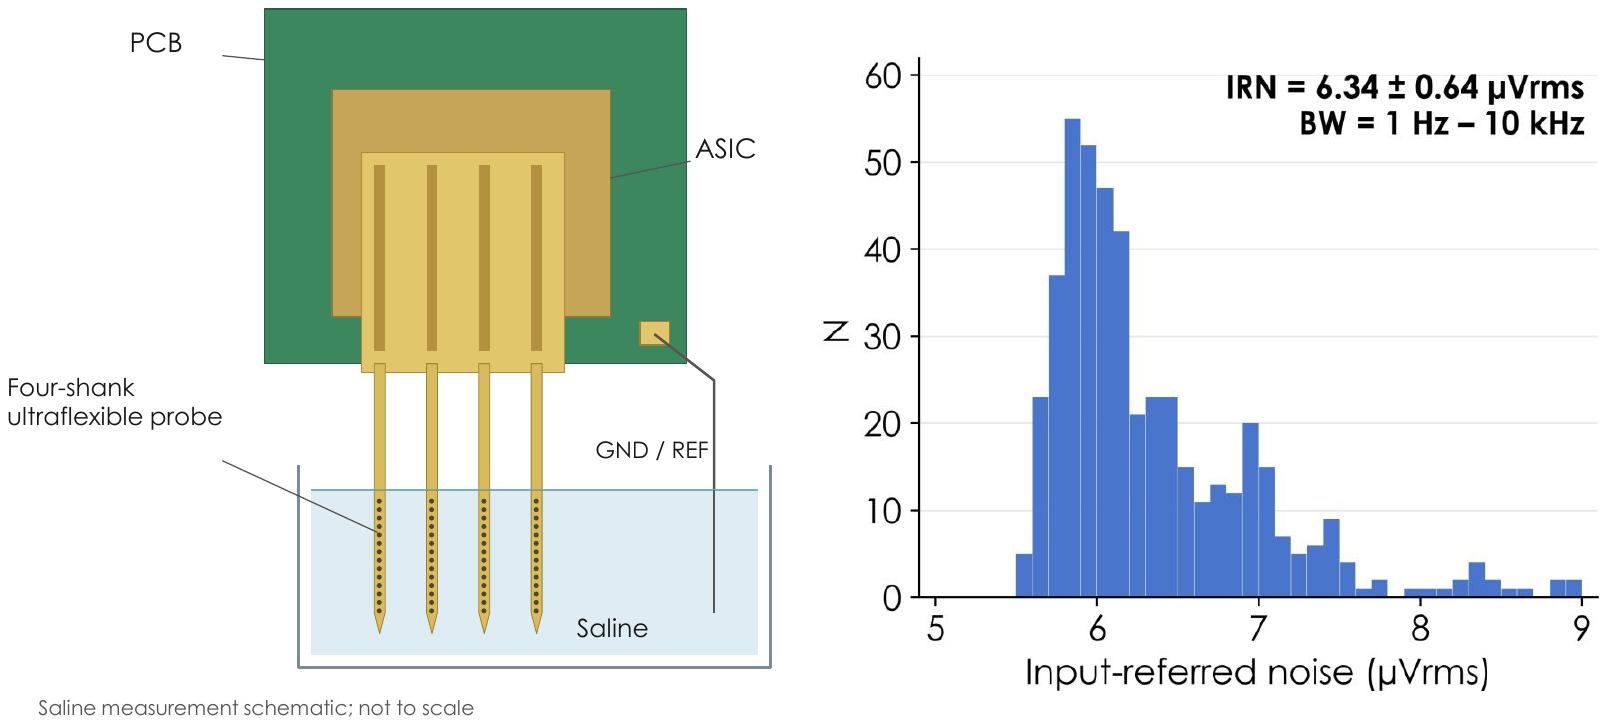 PCB
ASIC
Four-shank
ultraflexible probe
GND / REF
Saline
Saline measurement schematic; not to scale
IRN = 6.34 ± 0.64 µVrms
BW = 1 Hz – 10 kHz
N
60
50
40
30
20
10
0
5 6 7 8 9
Input-referred noise (µVrms)